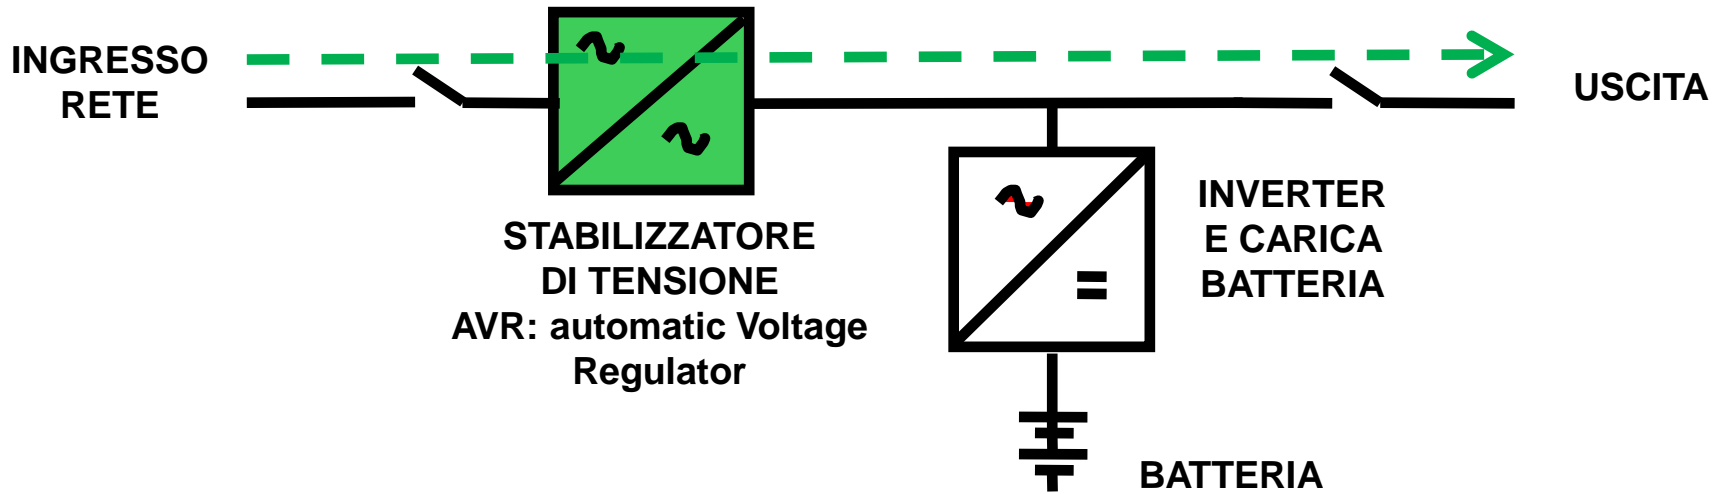 INGRESSO
RETE
USCITA
STABILIZZATORE
DI TENSIONE
AVR: automatic Voltage
Regulator
INVERTER
E CARICA
BATTERIA
BATTERIA